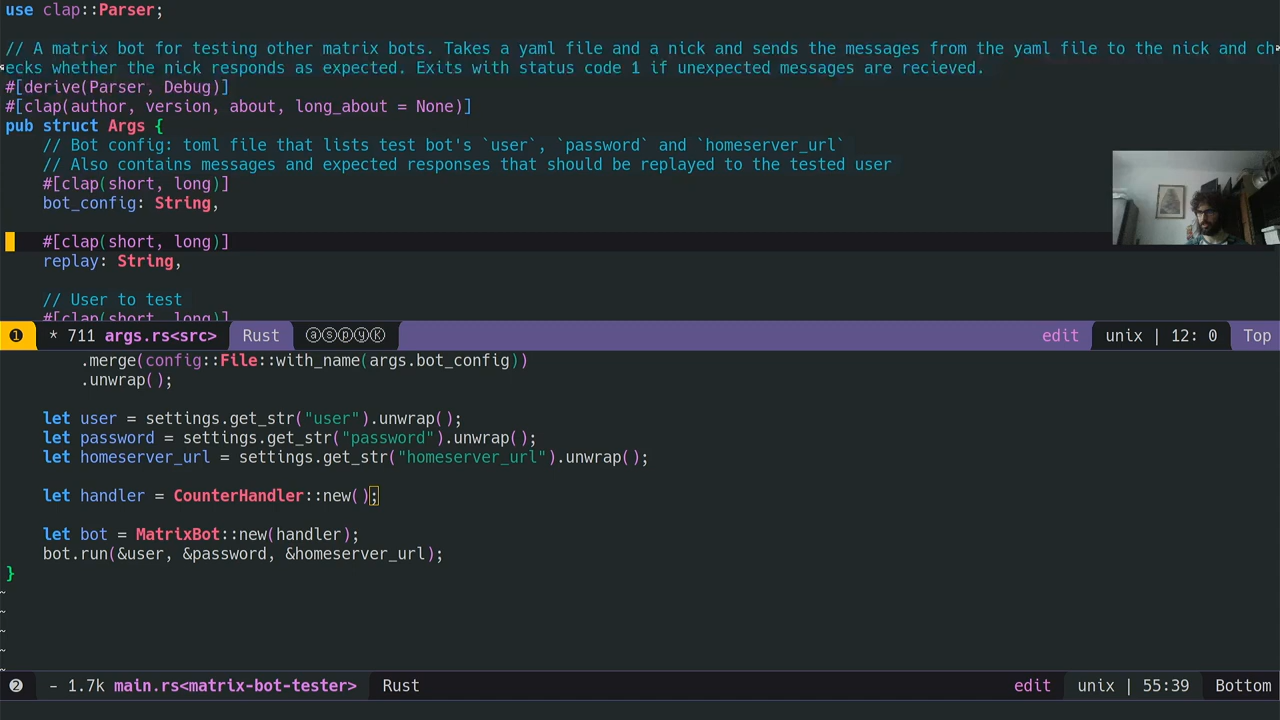 use clap::Parser;
// A matrix bot for testing other matrix bots. Takes a yaml file and a nick and sends the messages from the yaml file to the nick and ch
ecks whether the nick responds as expected. Exits with status code 1 if unexpected messages are recieved.
#[derive(Parser, Debug)]
#[clap(author, version, about, long_about = None)]
pub struct Args {
    // Bot config: toml file that lists test bot's `user`, `password` and `homeserver_url`
    // Also contains messages and expected responses that should be replayed to the tested user
    #[clap(short, long)]
    bot_config: String,
    #[clap(short, long)]
    replay: String,
    // User to test
    #[clap(short, long)]
❶ * 711 args.rs<src> Rust ⓐⓢⓟⓨⓀ edit unix | 12: 0 Top
        .merge(config::File::with_name(args.bot_config))
        .unwrap();
    let user = settings.get_str("user").unwrap();
    let password = settings.get_str("password").unwrap();
    let homeserver_url = settings.get_str("homeserver_url").unwrap();
    let handler = CounterHandler::new();
    let bot = MatrixBot::new(handler);
    bot.run(&user, &password, &homeserver_url);
}
~
~
~
~
~
❷ - 1.7k main.rs<matrix-bot-tester> Rust edit unix | 55:39 Bottom